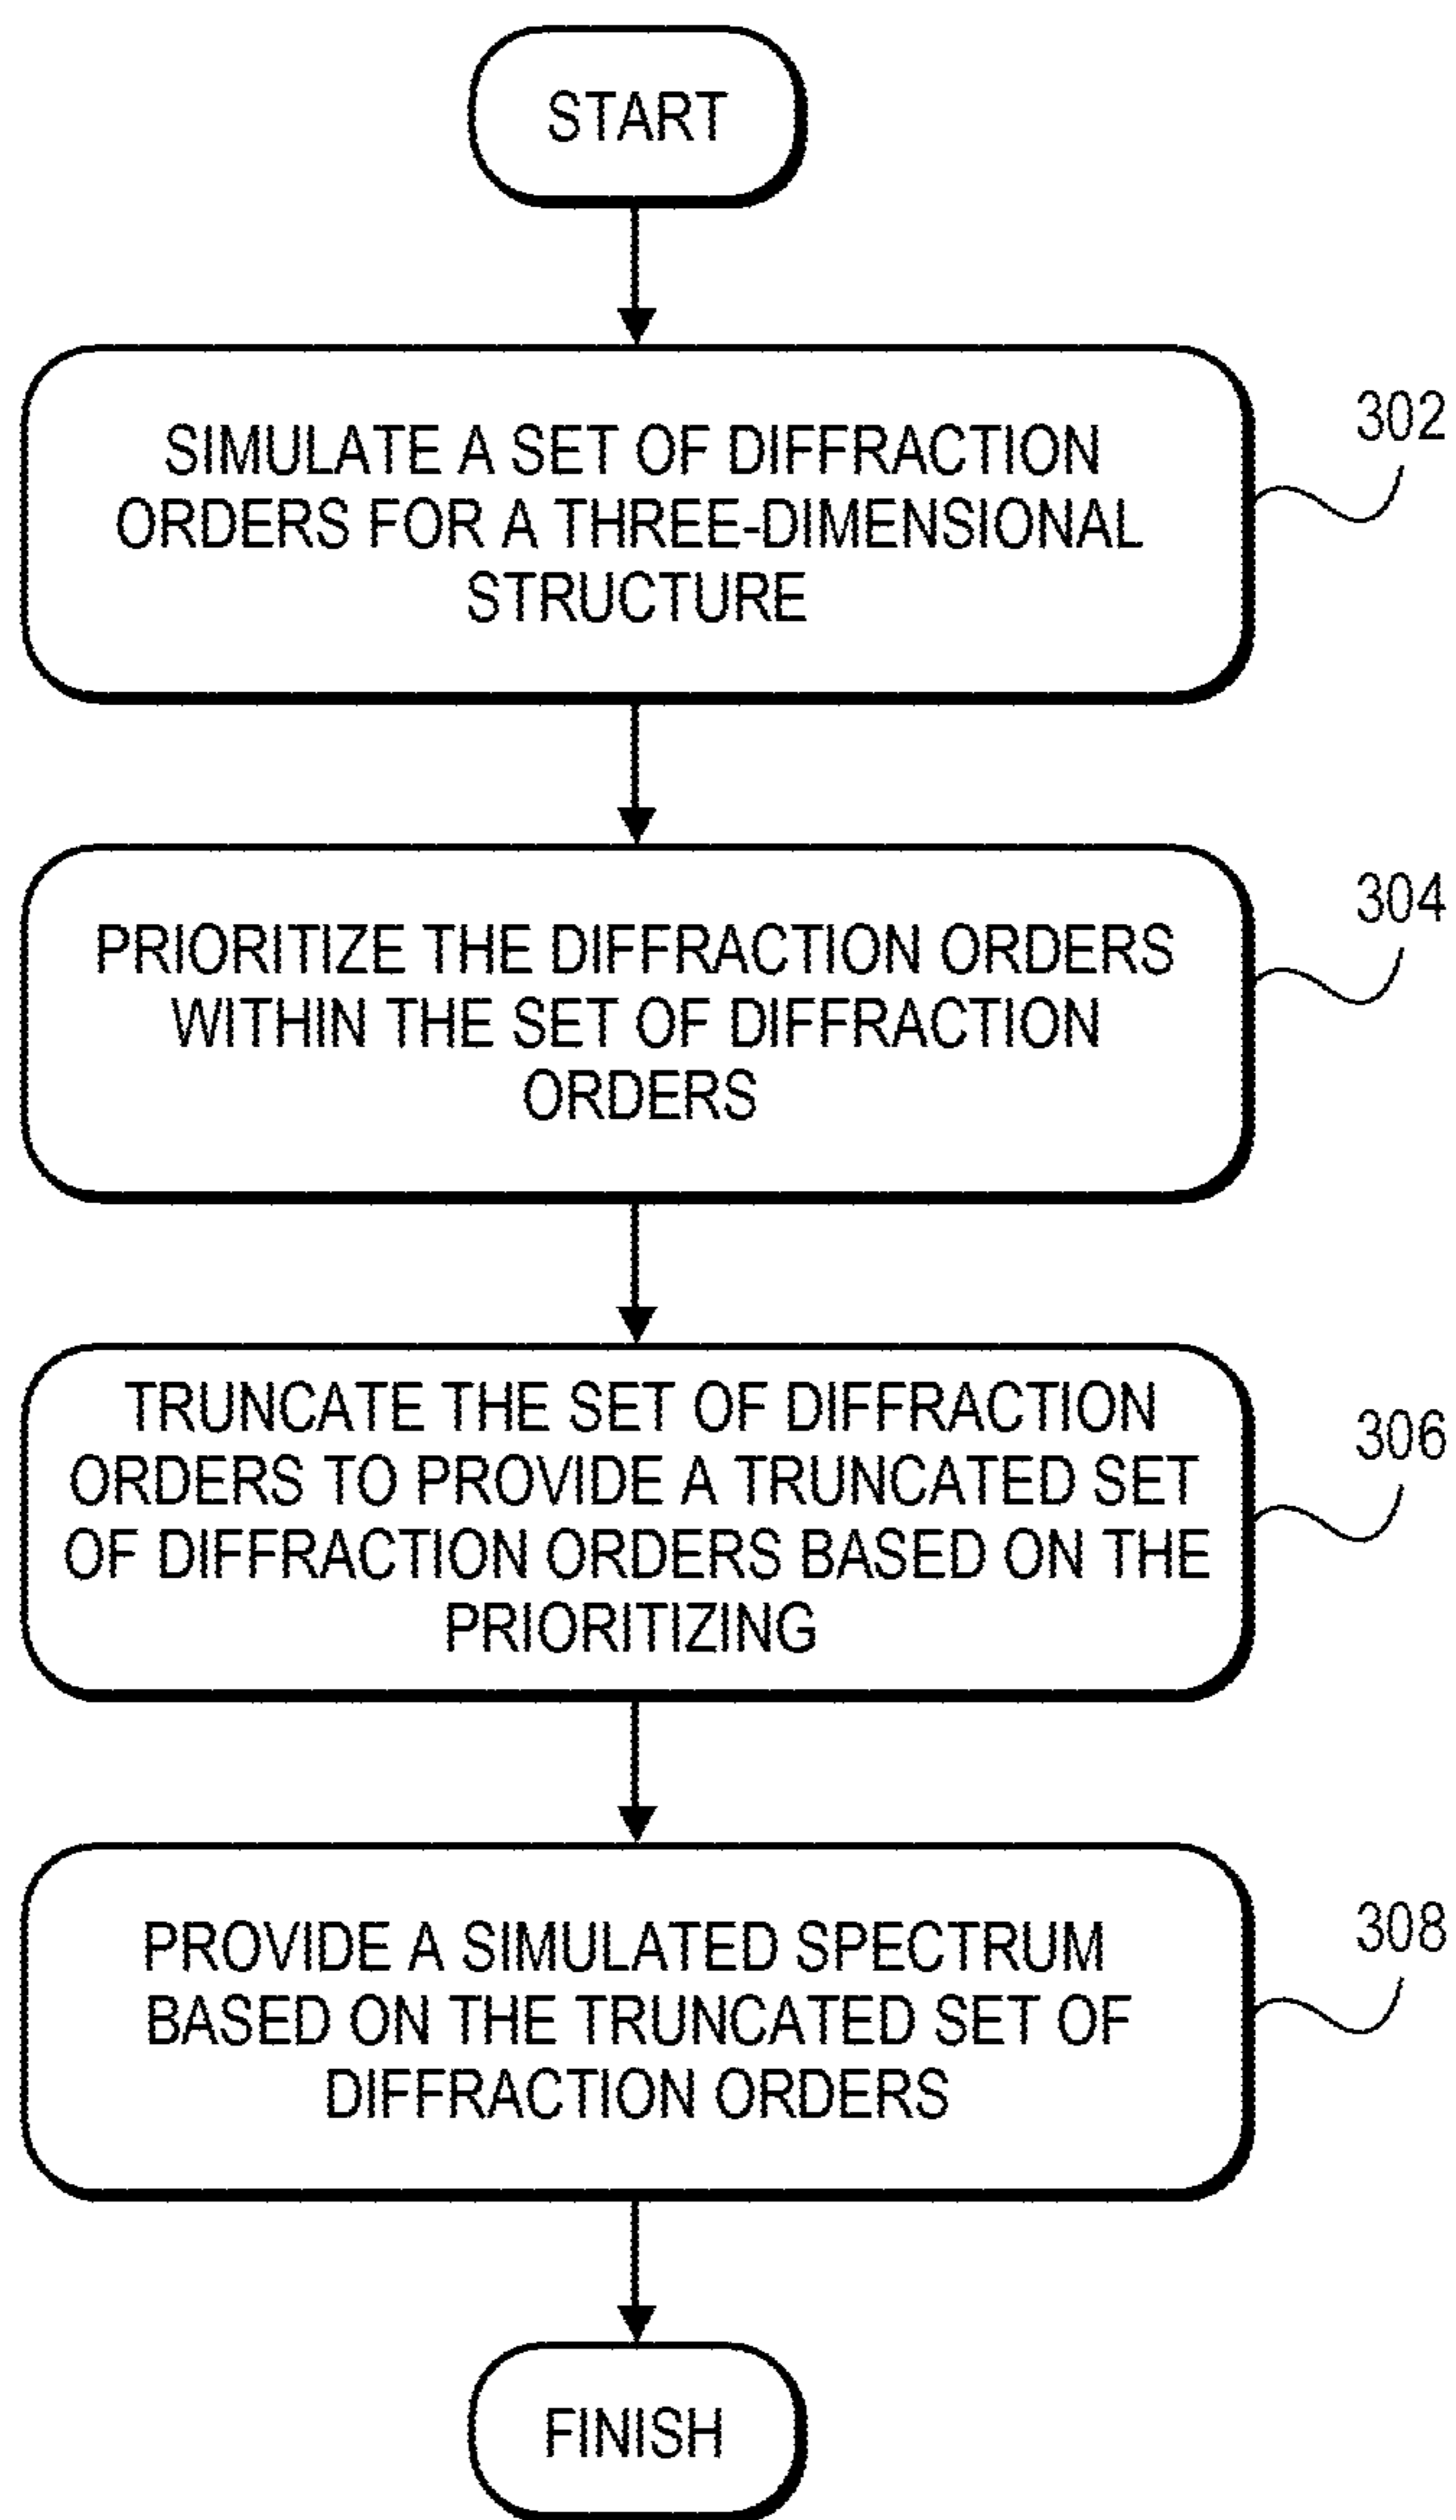 START
302
SIMULATE A SET OF DIFFRACTION
ORDERS FOR A THREE-DIMENSIONAL
STRUCTURE
304
PRIORITIZE THE DIFFRACTION ORDERS
WITHIN THE SET OF DIFFRACTION
ORDERS
306
TRUNCATE THE SET OF DIFFRACTION
ORDERS TO PROVIDE A TRUNCATED SET
OF DIFFRACTION ORDERS BASED ON THE
PRIORITIZING
308
PROVIDE A SIMULATED SPECTRUM
BASED ON THE TRUNCATED SET OF
DIFFRACTION ORDERS
FINISH